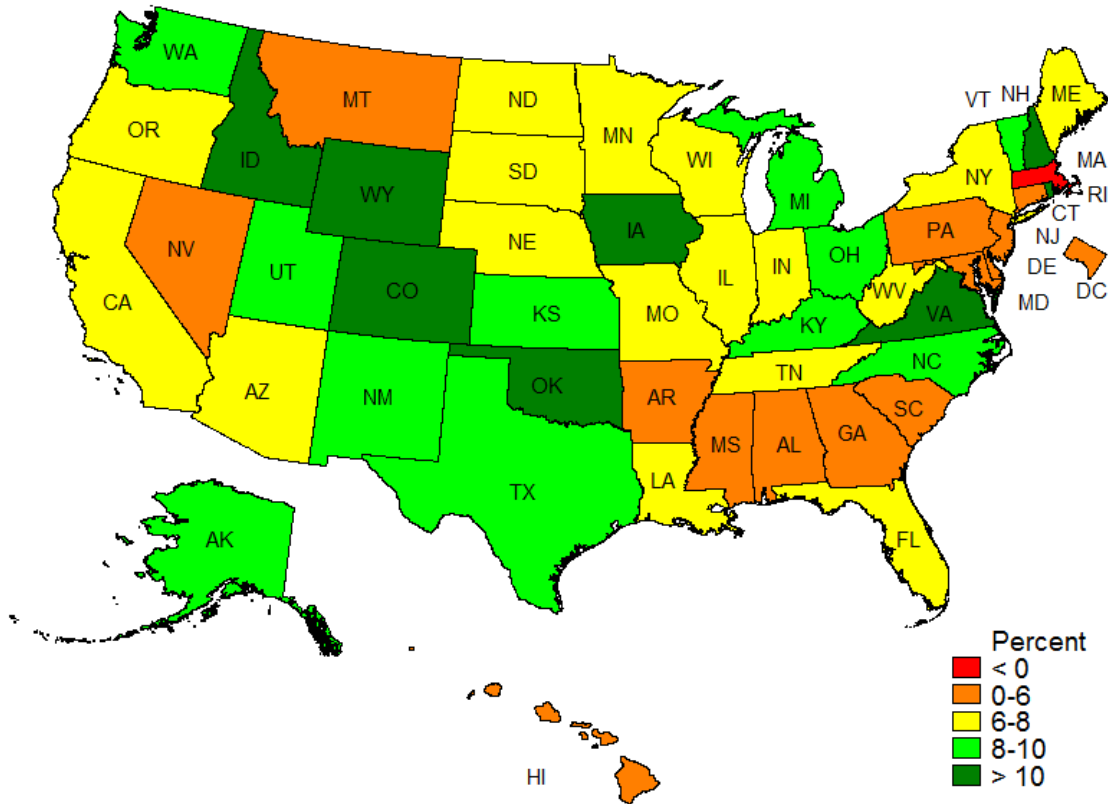 WA
MT
ND
MN
VT
NH
ME
OR
ID
WY
SD
WI
MI
NY
MA
RI
CT
NV
UT
CO
NE
IA
IL
IN
OH
PA
NJ
DE
DC
MD
CA
KS
MO
KY
WV
VA
AZ
NM
OK
AR
TN
NC
SC
TX
LA
MS
AL
GA
FL
AK
HI
Percent
< 0
0-6
6-8
8-10
> 10